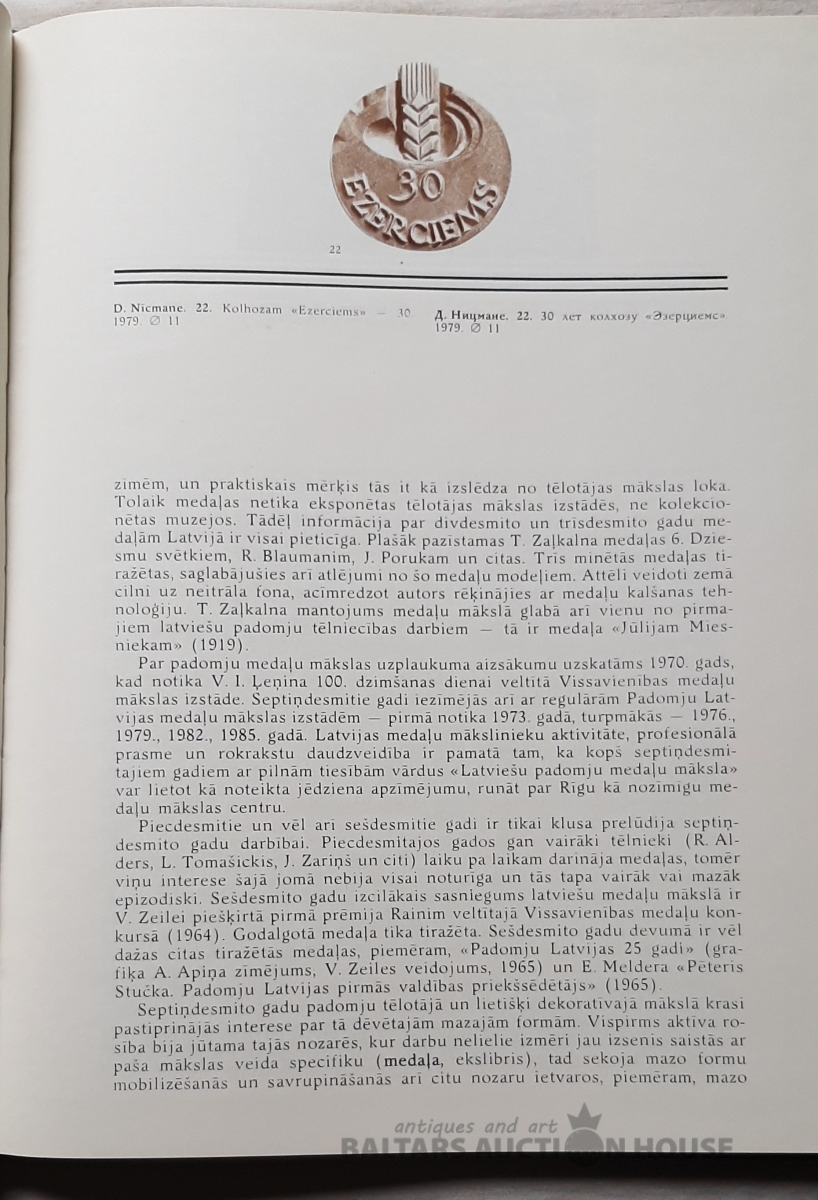 30
EZERCIEMS
22
D. Nīcmane. 22. Kolhozam «Ezerciems» — 30
1979. ∅ 11
Д. Ницмане. 22. 30 лет колхозу «Эзерциемс»
1979. ∅ 11
zīmēm, un praktiskais mērķis tās it kā izslēdza no tēlotājas mākslas loka.
Tolaik medaļas netika eksponētas tēlotājas mākslas izstādēs, ne kolekcio-
nētas muzejos. Tādēļ informācija par divdesmito un trīsdesmito gadu me-
daļām Latvijā ir visai pieticīga. Plašāk pazīstamas T. Zaļkalna medaļas 6. Dzie-
smu svētkiem, R. Blaumanim, J. Porukam un citas. Trīs minētās medaļas ti-
ražētas, saglabājušies arī atlējumi no šo medaļu modeļiem. Attēli veidoti zemā
cilnī uz neitrāla fona, acīmredzot autors rēķinājies ar medaļu kalšanas teh-
noloģiju. T. Zaļkalna mantojums medaļu mākslā glabā arī vienu no pirma-
jiem latviešu padomju tēlniecības darbiem — tā ir medaļa «Jūlijam Mies-
niekam» (1919).
Par padomju medaļu mākslas uzplaukuma aizsākumu uzskatāms 1970. gads,
kad notika V. I. Ļeņina 100. dzimšanas dienai veltītā Vissavienības medaļu
mākslas izstāde. Septiņdesmitie gadi iezīmējās arī ar regulārām Padomju Lat-
vijas medaļu mākslas izstādēm — pirmā notika 1973. gadā, turpmākās — 1976.,
1979., 1982., 1985. gadā. Latvijas medaļu mākslinieku aktivitāte, profesionālā
prasme un rokrakstu daudzveidība ir pamatā tam, ka kopš septiņdesmi-
tajiem gadiem ar pilnām tiesībām vārdus «Latviešu padomju medaļu māksla»
var lietot kā noteikta jēdziena apzīmējumu, runāt par Rīgu kā nozīmīgu me-
daļu mākslas centru.
Piecdesmitie un vēl arī sešdesmitie gadi ir tikai klusa prelūdija septiņ-
desmito gadu darbībai. Piecdesmitajos gados gan vairāki tēlnieki (R. Al-
ders, L. Tomašickis, J. Zariņš un citi) laiku pa laikam darināja medaļas, tomēr
viņu interese šajā jomā nebija visai noturīga un tās tapa vairāk vai mazāk
epizodiski. Sešdesmito gadu izcilākais sasniegums latviešu medaļu mākslā ir
V. Zeilei piešķirtā pirmā prēmija Rainim veltītajā Vissavienības medaļu kon-
kursā (1964). Godalgotā medaļa tika tiražēta. Sešdesmito gadu devumā ir vēl
dažas citas tiražētās medaļas, piemēram, «Padomju Latvijas 25 gadi» (gra-
fiķa A. Apiņa zīmējums, V. Zeiles veidojums, 1965) un E. Meldera «Pēteris
Stučka. Padomju Latvijas pirmās valdības priekšsēdētājs» (1965).
Septiņdesmito gadu padomju tēlotājā un lietišķi dekoratīvajā mākslā krasi
pastiprinājās interese par tā dēvētajām mazajām formām. Vispirms aktīva ro-
sība bija jūtama tajās nozarēs, kur darbu nelielie izmēri jau izsenis saistās ar
paša mākslas veida specifiku (medaļa, ekslibris), tad sekoja mazo formu
mobilizēšanās un savrupināšanās arī citu nozaru ietvaros, piemēram, mazo
antiques and art
BALTARS AUCTION HOUSE